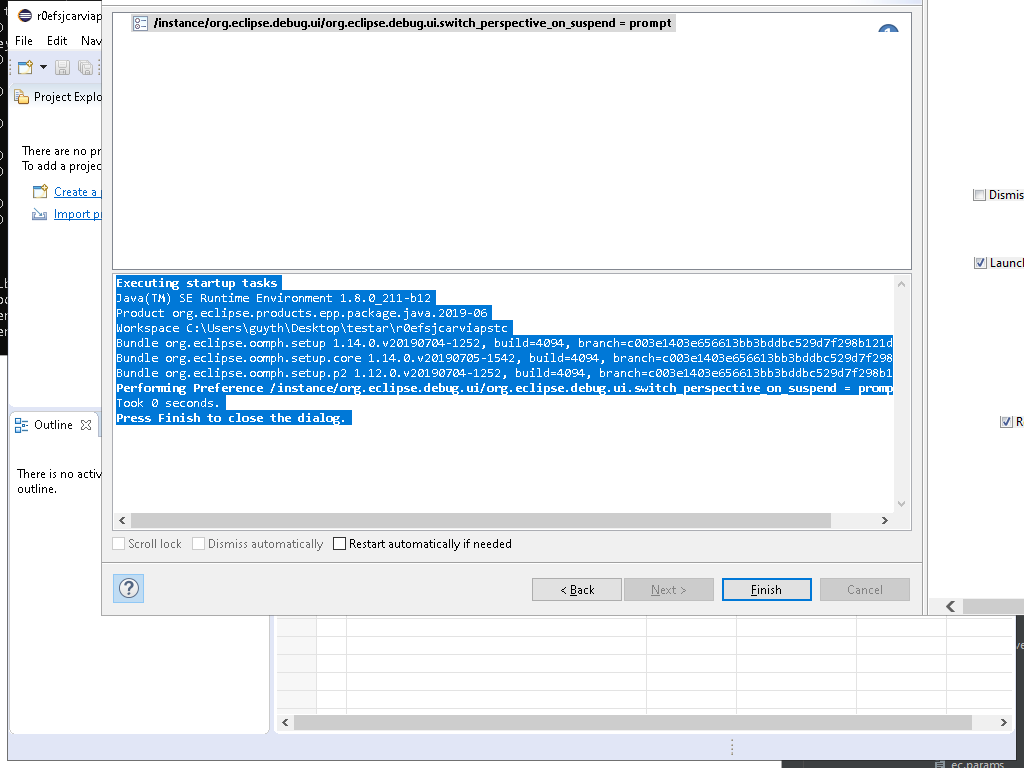 r0efsjcarviap
/instance/org.eclipse.debug.ui/org.eclipse.debug.ui.switch_perspective_on_suspend = prompt
File Edit Nav
Project Explo
There are no pr
To add a projec
Create a
Import p
Dismis
Launch
Executing startup tasks
Java(TM) SE Runtime Environment 1.8.0_211-b12
Product org.eclipse.products.epp.package.java.2019-06
Workspace C:\Users\guyth\Desktop\testar\r0efsjcarviapstc
Bundle org.eclipse.oomph.setup 1.14.0.v20190704-1252, build=4094, branch=c003e1403e656613bb3bddbc529d7f298b121d
Bundle org.eclipse.oomph.setup.core 1.14.0.v20190705-1542, build=4094, branch=c003e1403e656613bb3bddbc529d7f298
Bundle org.eclipse.oomph.setup.p2 1.12.0.v20190704-1252, build=4094, branch=c003e1403e656613bb3bddbc529d7f298b1
Performing Preference /instance/org.eclipse.debug.ui/org.eclipse.debug.ui.switch_perspective_on_suspend = promp
Took 0 seconds.
Press Finish to close the dialog.
Outline
R
There is no activ
outline.
Scroll lock Dismiss automatically Restart automatically if needed
? < Back Next > Finish Cancel
ec.params